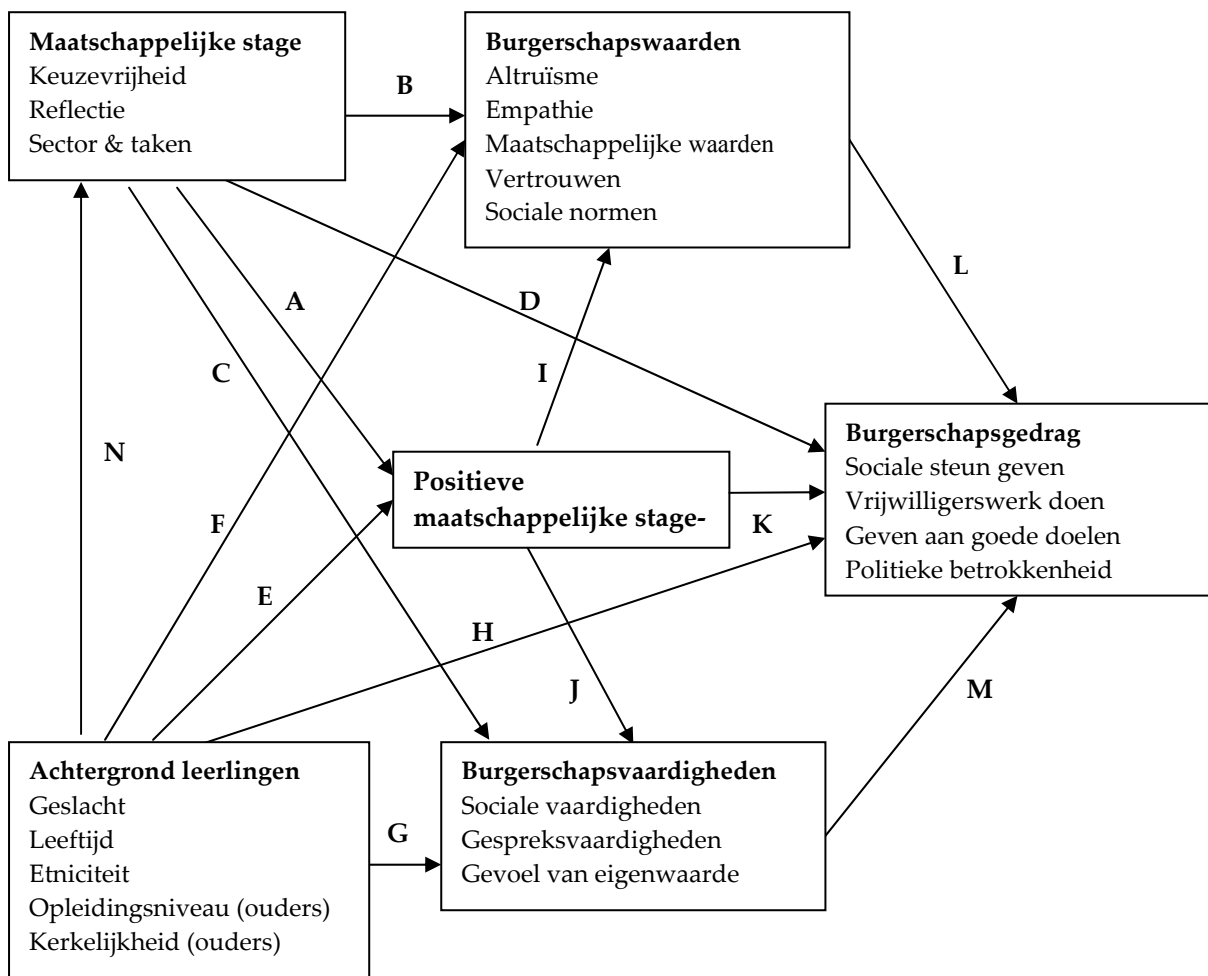 Maatschappelijke stage
Keuzevrijheid
Reflectie
Sector & taken
B
Burgerschapswaarden
Altruïsme
Empathie
Maatschappelijke waarden
Vertrouwen
Sociale normen
L
A
D
C
I
N
F
Positieve
maatschappelijke stage-
K
Burgerschapsgedrag
Sociale steun geven
Vrijwilligerswerk doen
Geven aan goede doelen
Politieke betrokkenheid
E
H
J
M
Achtergrond leerlingen
Geslacht
Leeftijd
Etniciteit
Opleidingsniveau (ouders)
Kerkelijkheid (ouders)
G
Burgerschapsvaardigheden
Sociale vaardigheden
Gespreksvaardigheden
Gevoel van eigenwaarde